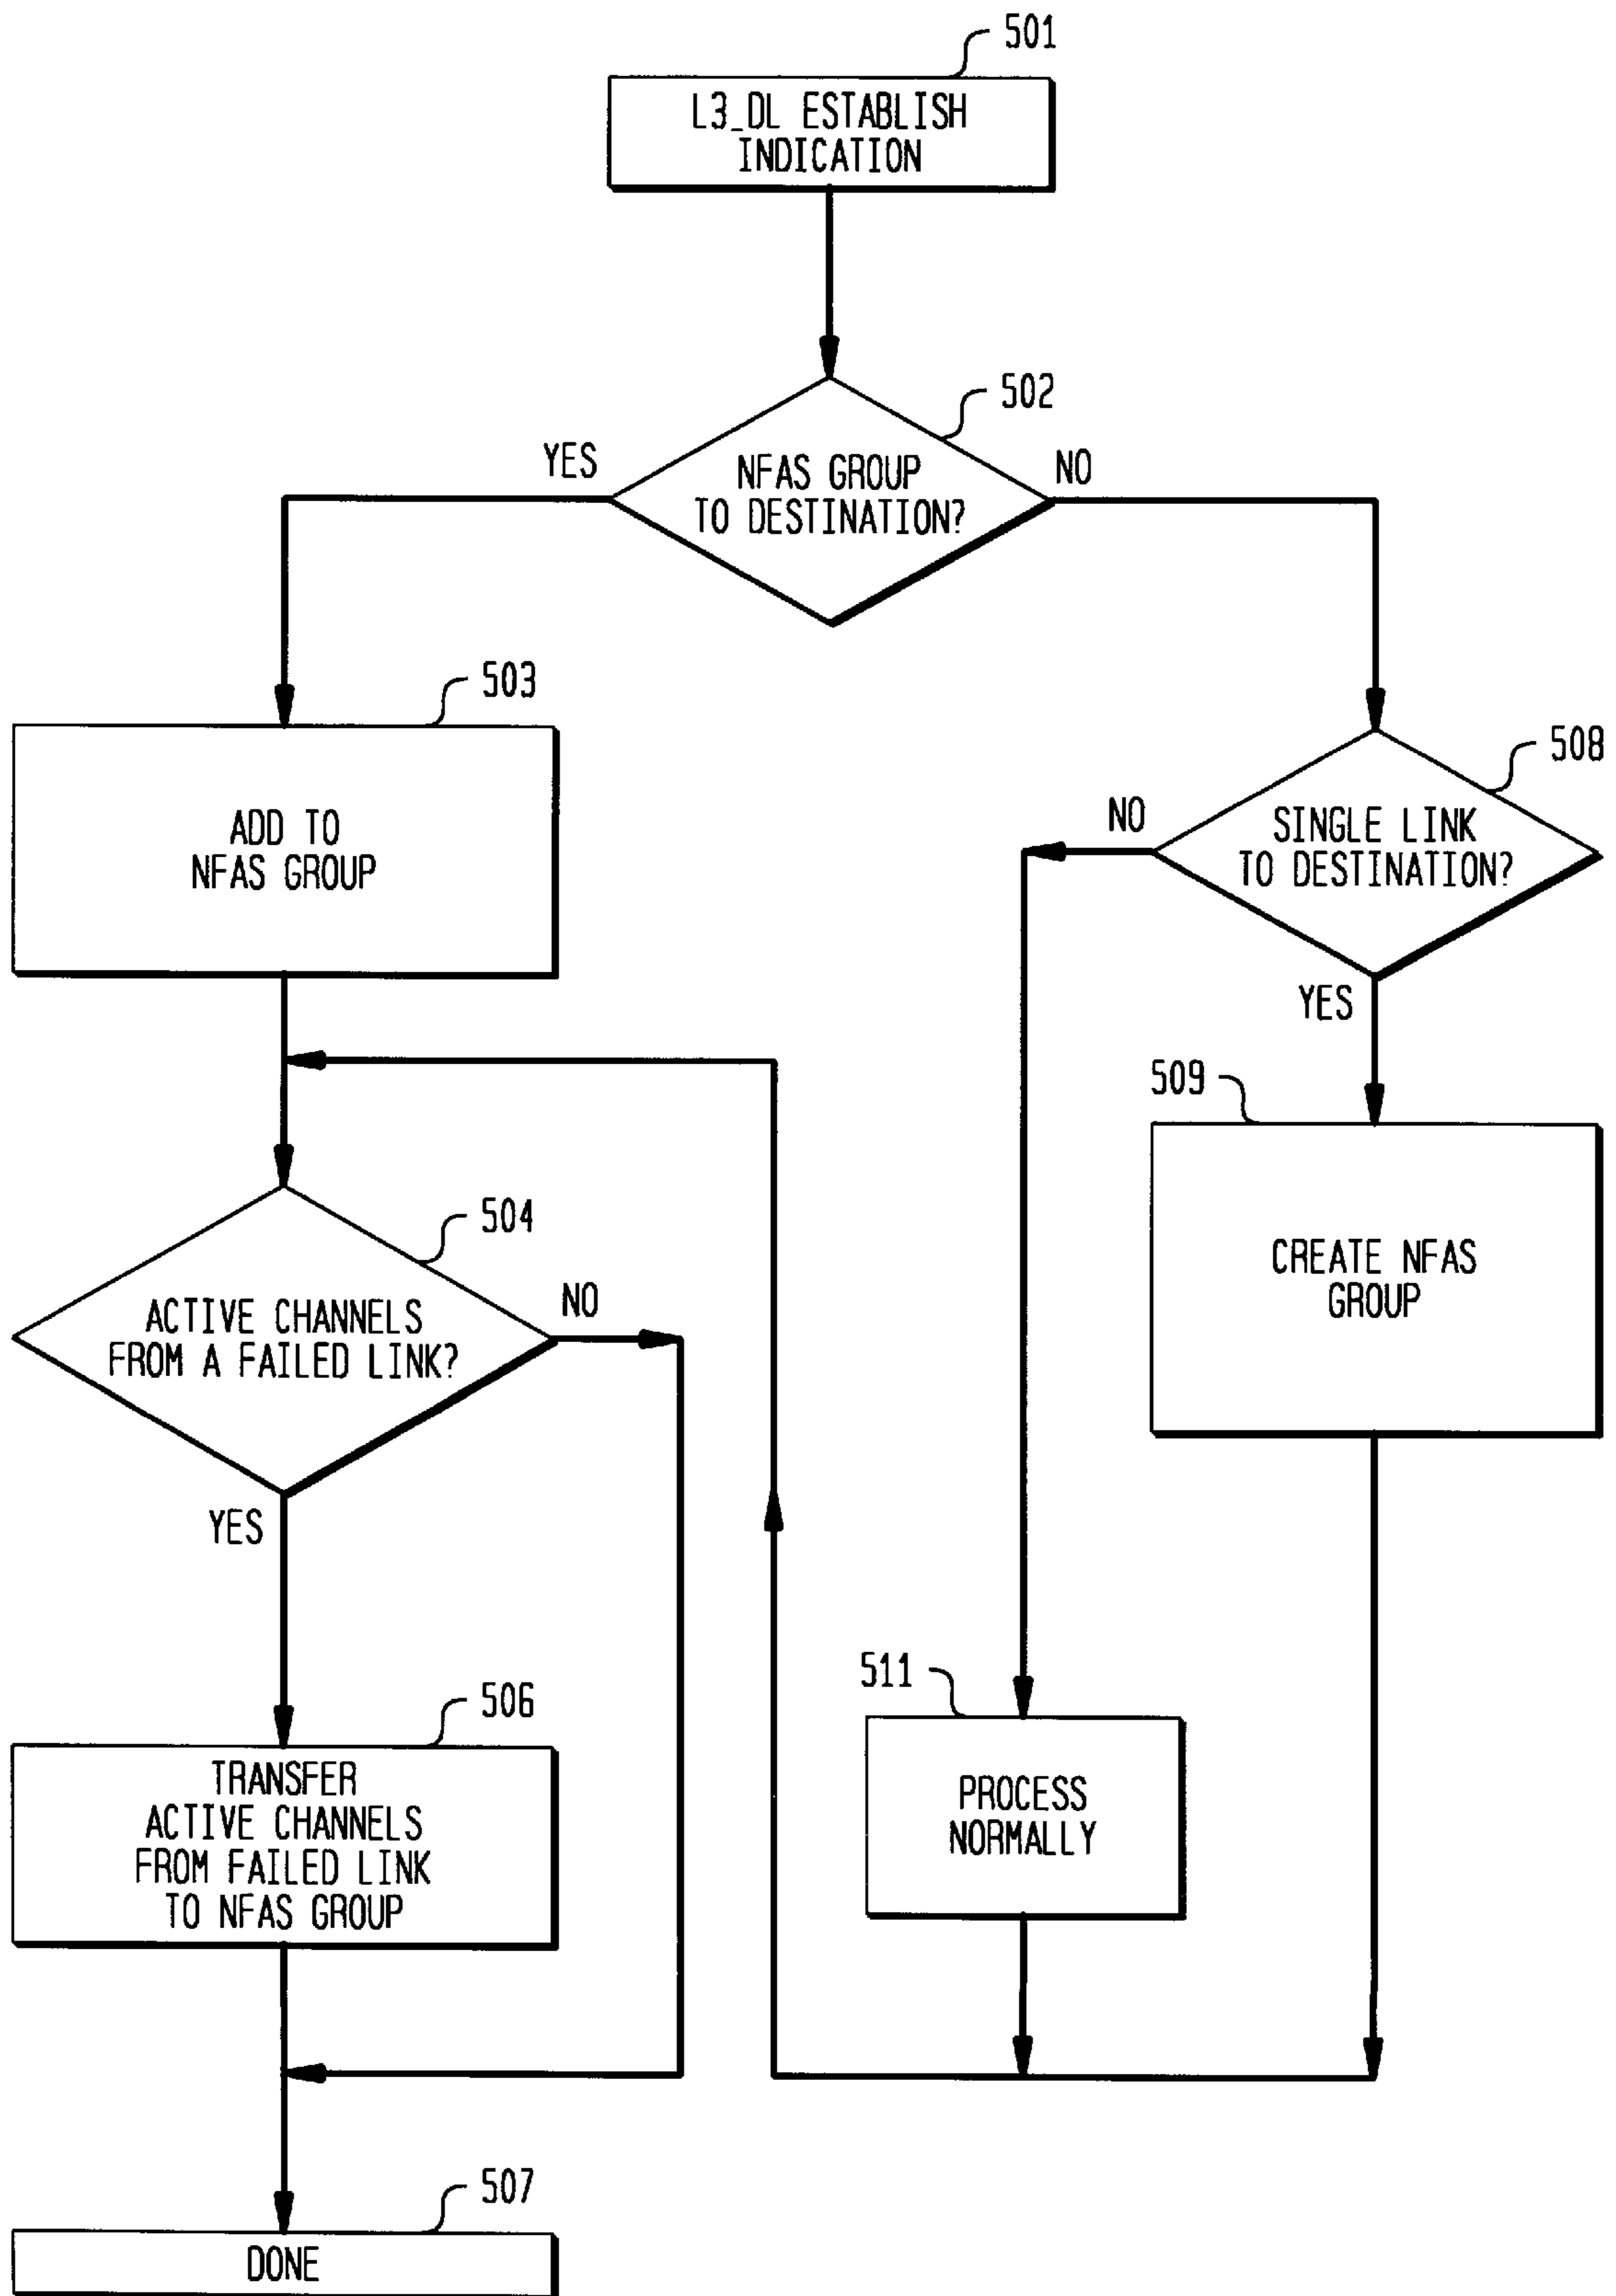 501
L3_DL ESTABLISH
INDICATION
502
YES
NFAS GROUP
TO DESTINATION?
NO
503
ADD TO
NFAS GROUP
508
NO
SINGLE LINK
TO DESTINATION?
YES
509
CREATE NFAS
GROUP
504
ACTIVE CHANNELS
FROM A FAILED LINK?
NO
YES
506
TRANSFER
ACTIVE CHANNELS
FROM FAILED LINK
TO NFAS GROUP
511
PROCESS
NORMALLY
507
DONE